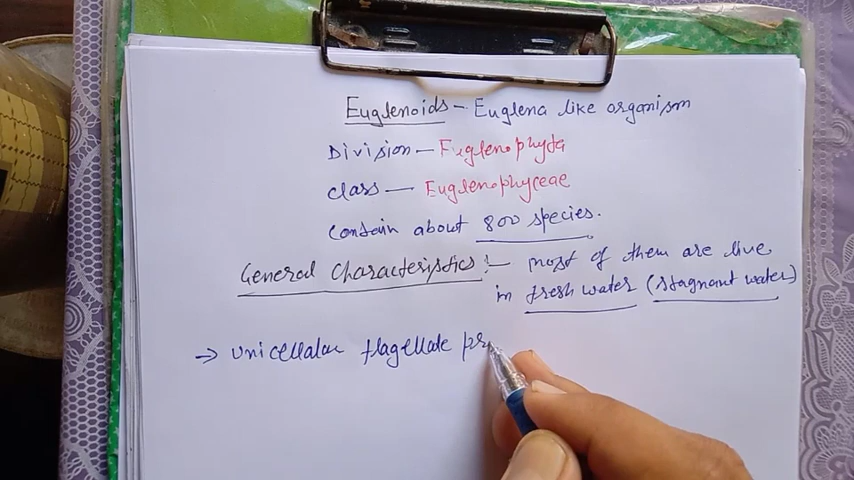 Euglenoids - Euglena like organism
Division - Euglenophyta
class - Euglenophyceae
contain about 800 species.
General Characteristics :- most of them are live
in fresh water (stagnant water)
→ unicellular flagellate pr